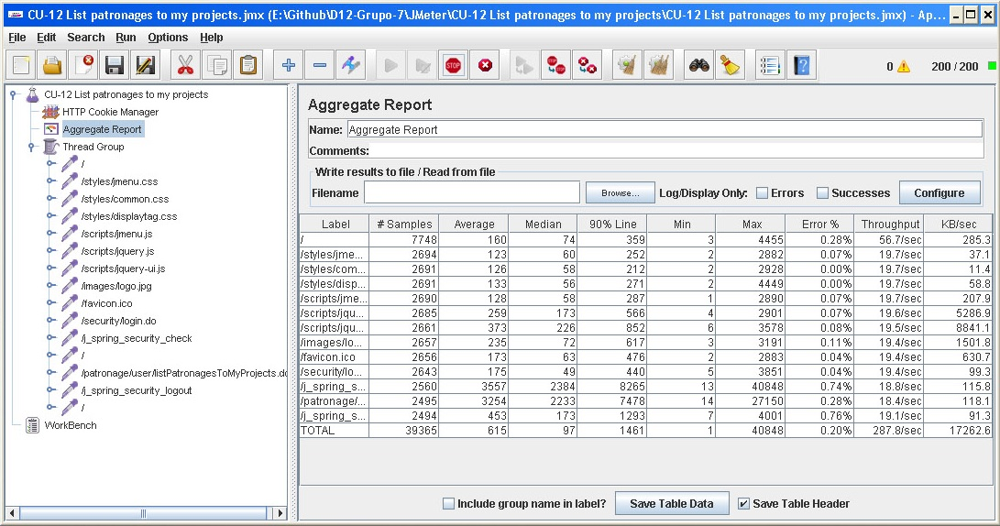 CU-12 List patronages to my projects.jmx (E:\Github\D12-Grupo-7\JMeter\CU-12 List patronages to my projects\CU-12 List patronages to my projects.jmx) - Ap...
File Edit Search Run Options Help
STOP 0 200 / 200
CU-12 List patronages to my projects
HTTP Cookie Manager
Aggregate Report
Thread Group
/
/styles/jmenu.css
/styles/common.css
/styles/displaytag.css
/scripts/jmenu.js
/scripts/jquery.js
/scripts/jquery-ui.js
/images/logo.jpg
/favicon.ico
/security/login.do
/j_spring_security_check
/
/patronage/user/listPatronagesToMyProjects.do
/j_spring_security_logout
/
WorkBench
Aggregate Report
Name: Aggregate Report
Comments:
Write results to file / Read from file
Filename Browse... Log/Display Only: Errors Successes Configure
Label # Samples Average Median 90% Line Min Max Error % Throughput KB/sec
/ 7748 160 74 359 3 4455 0.28% 56.7/sec 285.3
/styles/jme... 2694 123 60 252 2 2882 0.07% 19.7/sec 37.1
/styles/com... 2691 126 58 212 2 2928 0.00% 19.7/sec 11.4
/styles/disp... 2691 133 56 271 2 4449 0.00% 19.7/sec 58.8
/scripts/jme... 2690 128 58 287 1 2890 0.07% 19.7/sec 207.9
/scripts/jqu... 2685 259 173 566 4 2901 0.07% 19.6/sec 5286.9
/scripts/jqu... 2661 373 226 852 6 3578 0.08% 19.5/sec 8841.1
/images/lo... 2657 235 72 617 3 3191 0.11% 19.4/sec 1501.8
/favicon.ico 2656 173 63 476 2 2883 0.04% 19.4/sec 630.7
/security/lo... 2643 175 49 440 5 3851 0.04% 19.4/sec 99.3
/j_spring_s... 2560 3557 2384 8265 13 40848 0.74% 18.8/sec 115.8
/patronage/... 2495 3254 2233 7478 14 27150 0.28% 18.4/sec 118.1
/j_spring_s... 2494 453 173 1293 7 4001 0.76% 19.1/sec 91.3
TOTAL 39365 615 97 1461 1 40848 0.20% 287.8/sec 17262.6
Include group name in label? Save Table Data Save Table Header